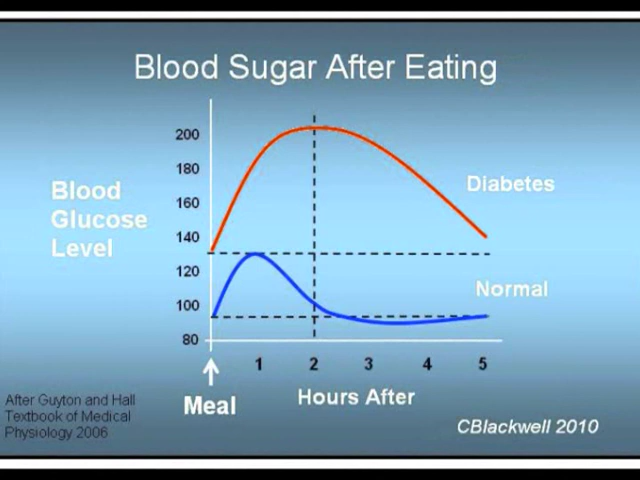 Blood Sugar After Eating
200
180
160
140
120
100
80
Blood
Glucose
Level
Diabetes
Normal
1 2 3 4 5
Hours After
Meal
After Guyton and Hall
Textbook of Medical
Physiology 2006
CBlackwell 2010